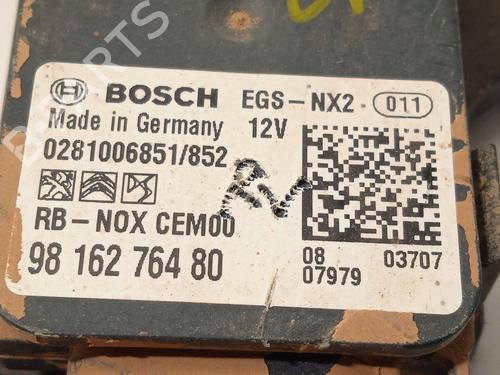 BOSCH EGS-NX2 011
Made in Germany 12V
0281006851/852
RV
RB-NOX CEM00
98 162 764 80
08 03707
07979